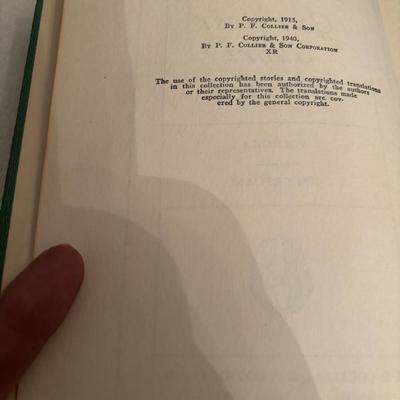 Copyright, 1915,
By P. F. Collier & Son
Copyright, 1940,
By P. F. Collier & Son Corporation
XR
The use of the copyrighted stories and copyrighted translations
in this collection has been authorized by the authors
or their representatives. The translations made
especially for this collection are cov-
ered by the general copyright.